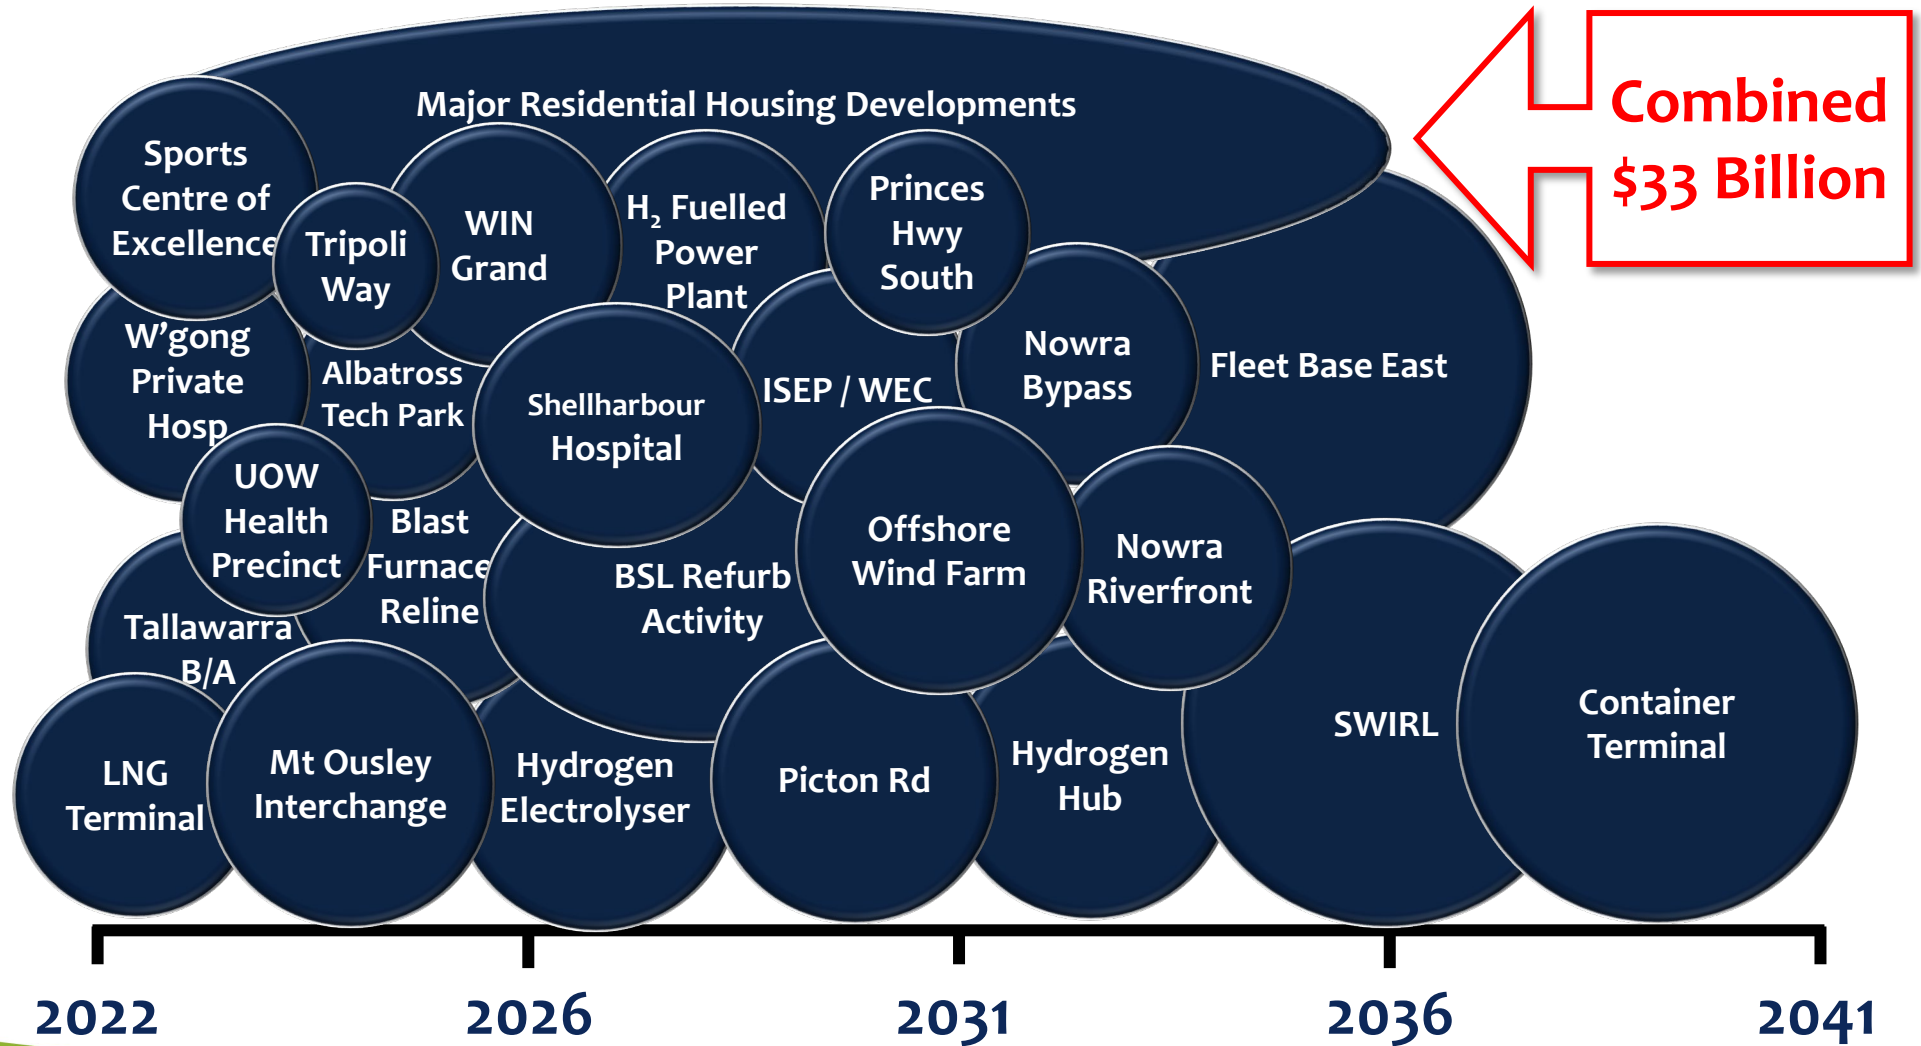 Major Residential Housing Developments
Combined
$33 Billion
Sports
Centre of
Excellence
Tripoli
Way
WIN
Grand
H₂ Fuelled
Power
Plant
Princes
Hwy
South
W'gong
Private
Hosp
Albatross
Tech Park
Shellharbour
Hospital
ISEP / WEC
Nowra
Bypass
Fleet Base East
UOW
Health
Precinct
Blast
Furnace
Reline
BSL Refurb
Activity
Offshore
Wind Farm
Nowra
Riverfront
Tallawarra
B/A
LNG
Terminal
Mt Ousley
Interchange
Hydrogen
Electrolyser
Picton Rd
Hydrogen
Hub
SWIRL
Container
Terminal
2022
2026
2031
2036
2041